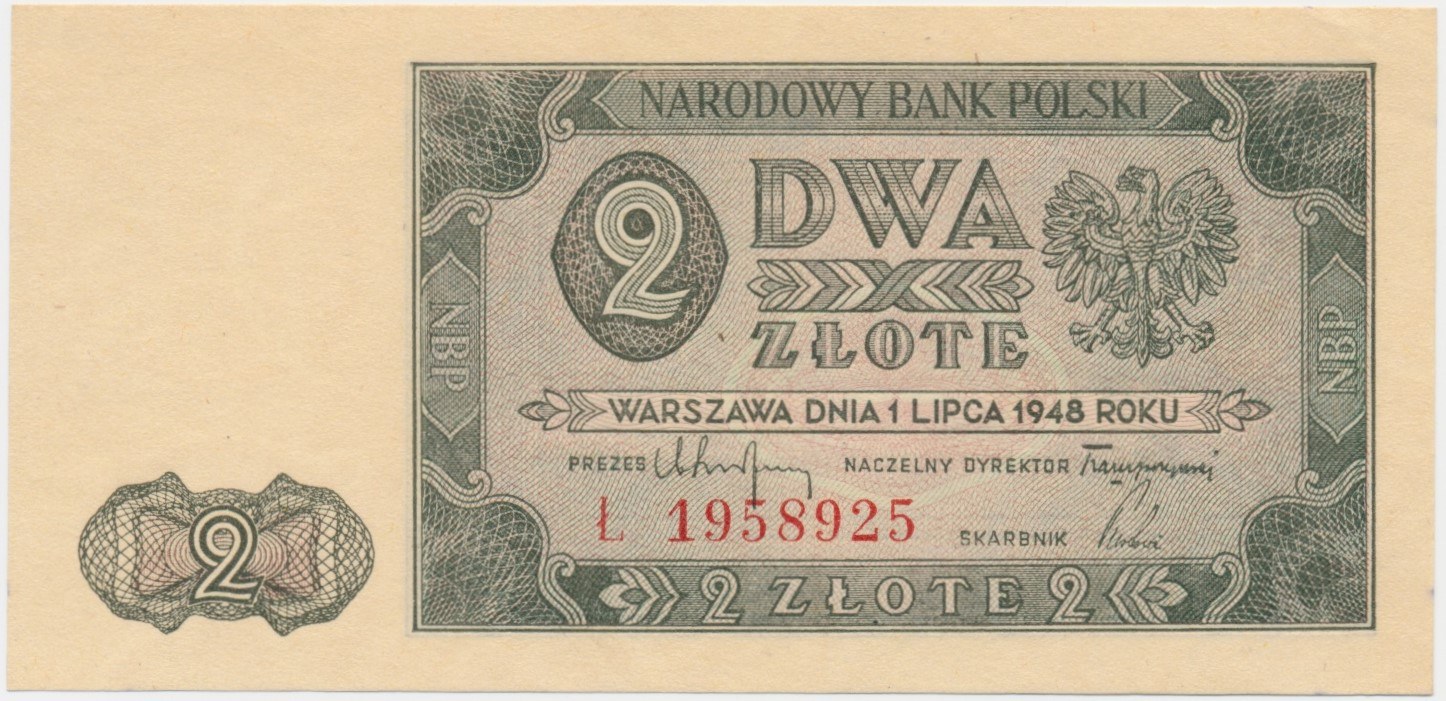 NARODOWY BANK POLSKI
2 DWA
ZŁOTE
NBP
NBP
WARSZAWA DNIA 1 LIPCA 1948 ROKU
PREZES NACZELNY DYREKTOR
Ł 1958925 SKARBNIK
2
2 ZŁOTE 2